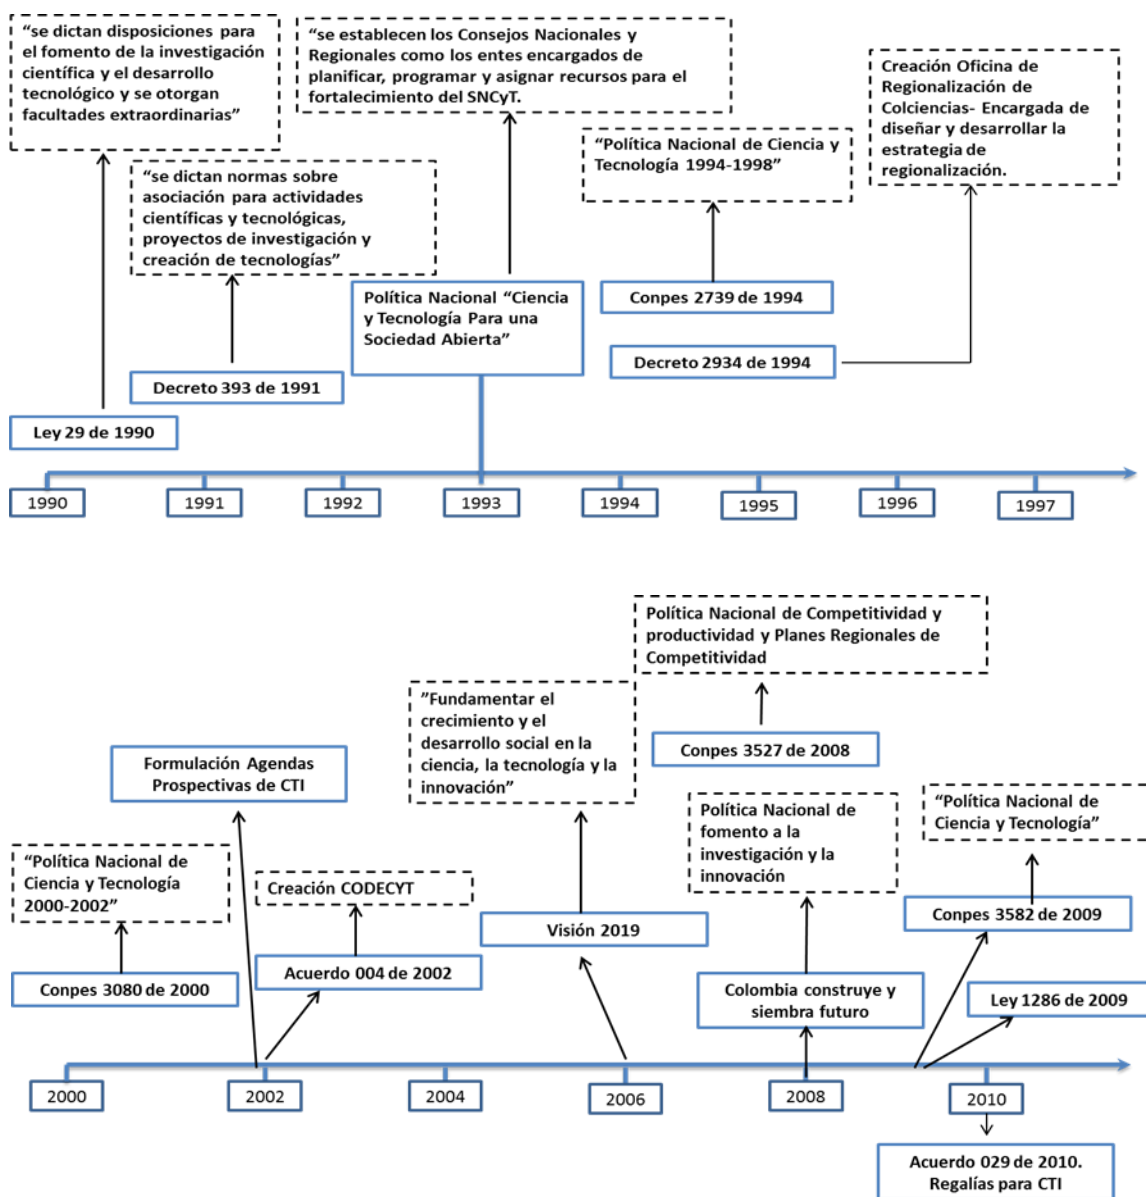 “se dictan disposiciones para
el fomento de la investigación
científica y el desarrollo
tecnológico y se otorgan
facultades extraordinarias”
“se establecen los Consejos Nacionales y
Regionales como los entes encargados de
planificar, programar y asignar recursos para el
fortalecimiento del SNCyT.
Creación Oficina de
Regionalización de
Colciencias- Encargada de
diseñar y desarrollar la
estrategia de
regionalización.
“Política Nacional de Ciencia y
Tecnología 1994-1998”
“se dictan normas sobre
asociación para actividades
científicas y tecnológicas,
proyectos de investigación y
creación de tecnologías”
Política Nacional “Ciencia
y Tecnología Para una
Sociedad Abierta”
Conpes 2739 de 1994
Decreto 2934 de 1994
Decreto 393 de 1991
Ley 29 de 1990
1990
1991
1992
1993
1994
1995
1996
1997
Política Nacional de Competitividad y
productividad y Planes Regionales de
Competitividad
”Fundamentar el
crecimiento y el
desarrollo social en la
ciencia, la tecnología y la
innovación”
Conpes 3527 de 2008
Formulación Agendas
Prospectivas de CTI
Política Nacional de
fomento a la
investigación y la
innovación
“Política Nacional de
Ciencia y Tecnología”
“Política Nacional de
Ciencia y Tecnología
2000-2002”
Creación CODECYT
Conpes 3582 de 2009
Visión 2019
Acuerdo 004 de 2002
Conpes 3080 de 2000
Colombia construye y
siembra futuro
Ley 1286 de 2009
2000
2002
2004
2006
2008
2010
Acuerdo 029 de 2010.
Regalías para CTI